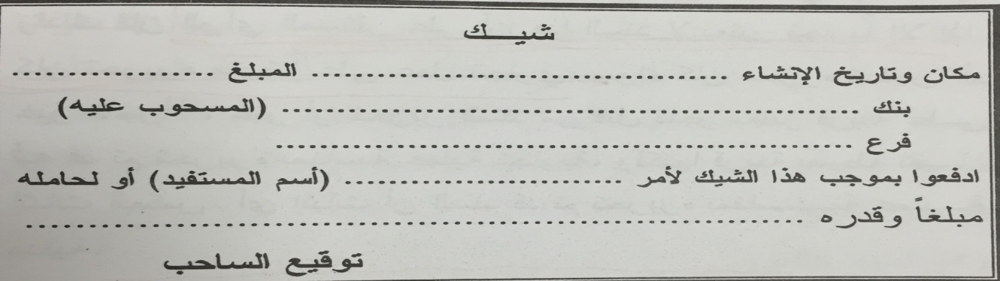 شيـــك
مكان وتاريخ الإنشاء ........................................ المبلغ ...................
بنك ....................................................... (المسحوب عليه)
فرع .......................................................
ادفعوا بموجب هذا الشيك لأمر ........................... (أسم المستفيد) أو لحامله
مبلغاً وقدره ...........................................................................
توقيع الساحب